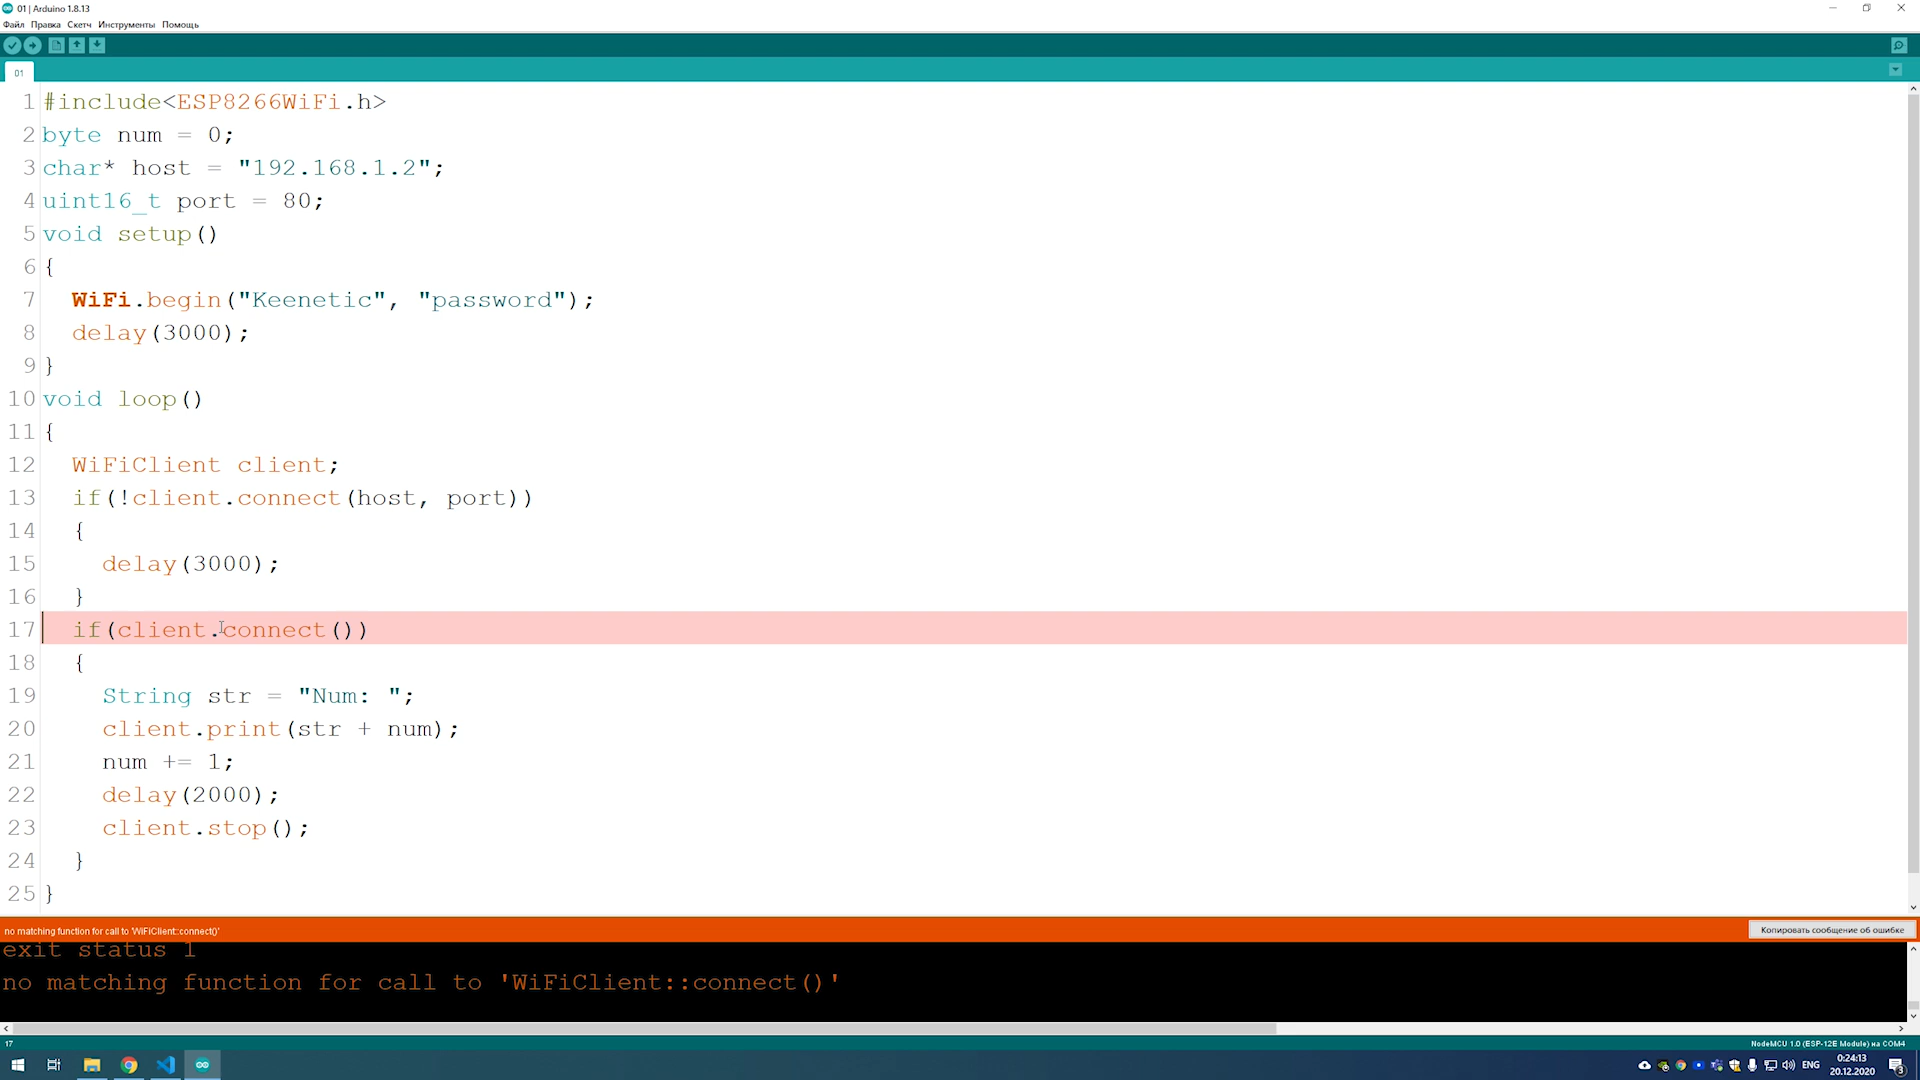 01 | Arduino 1.8.13
Файл Правка Скетч Инструменты Помощь
01
1 #include<ESP8266WiFi.h>
2 byte num = 0;
3 char* host = "192.168.1.2";
4 uint16_t port = 80;
5 void setup()
6 {
7 WiFi.begin("Keenetic", "password");
8 delay(3000);
9 }
10 void loop()
11 {
12 WiFiClient client;
13 if(!client.connect(host, port))
14 {
15 delay(3000);
16 }
17 if(client.connect())
18 {
19 String str = "Num: ";
20 client.print(str + num);
21 num += 1;
22 delay(2000);
23 client.stop();
24 }
25 }
no matching function for call to 'WiFiClient::connect()'
Копировать сообщение об ошибке
exit status 1
no matching function for call to 'WiFiClient::connect()'
17
NodeMCU 1.0 (ESP-12E Module) на COM4
ENG
0:24:13
20.12.2020
3